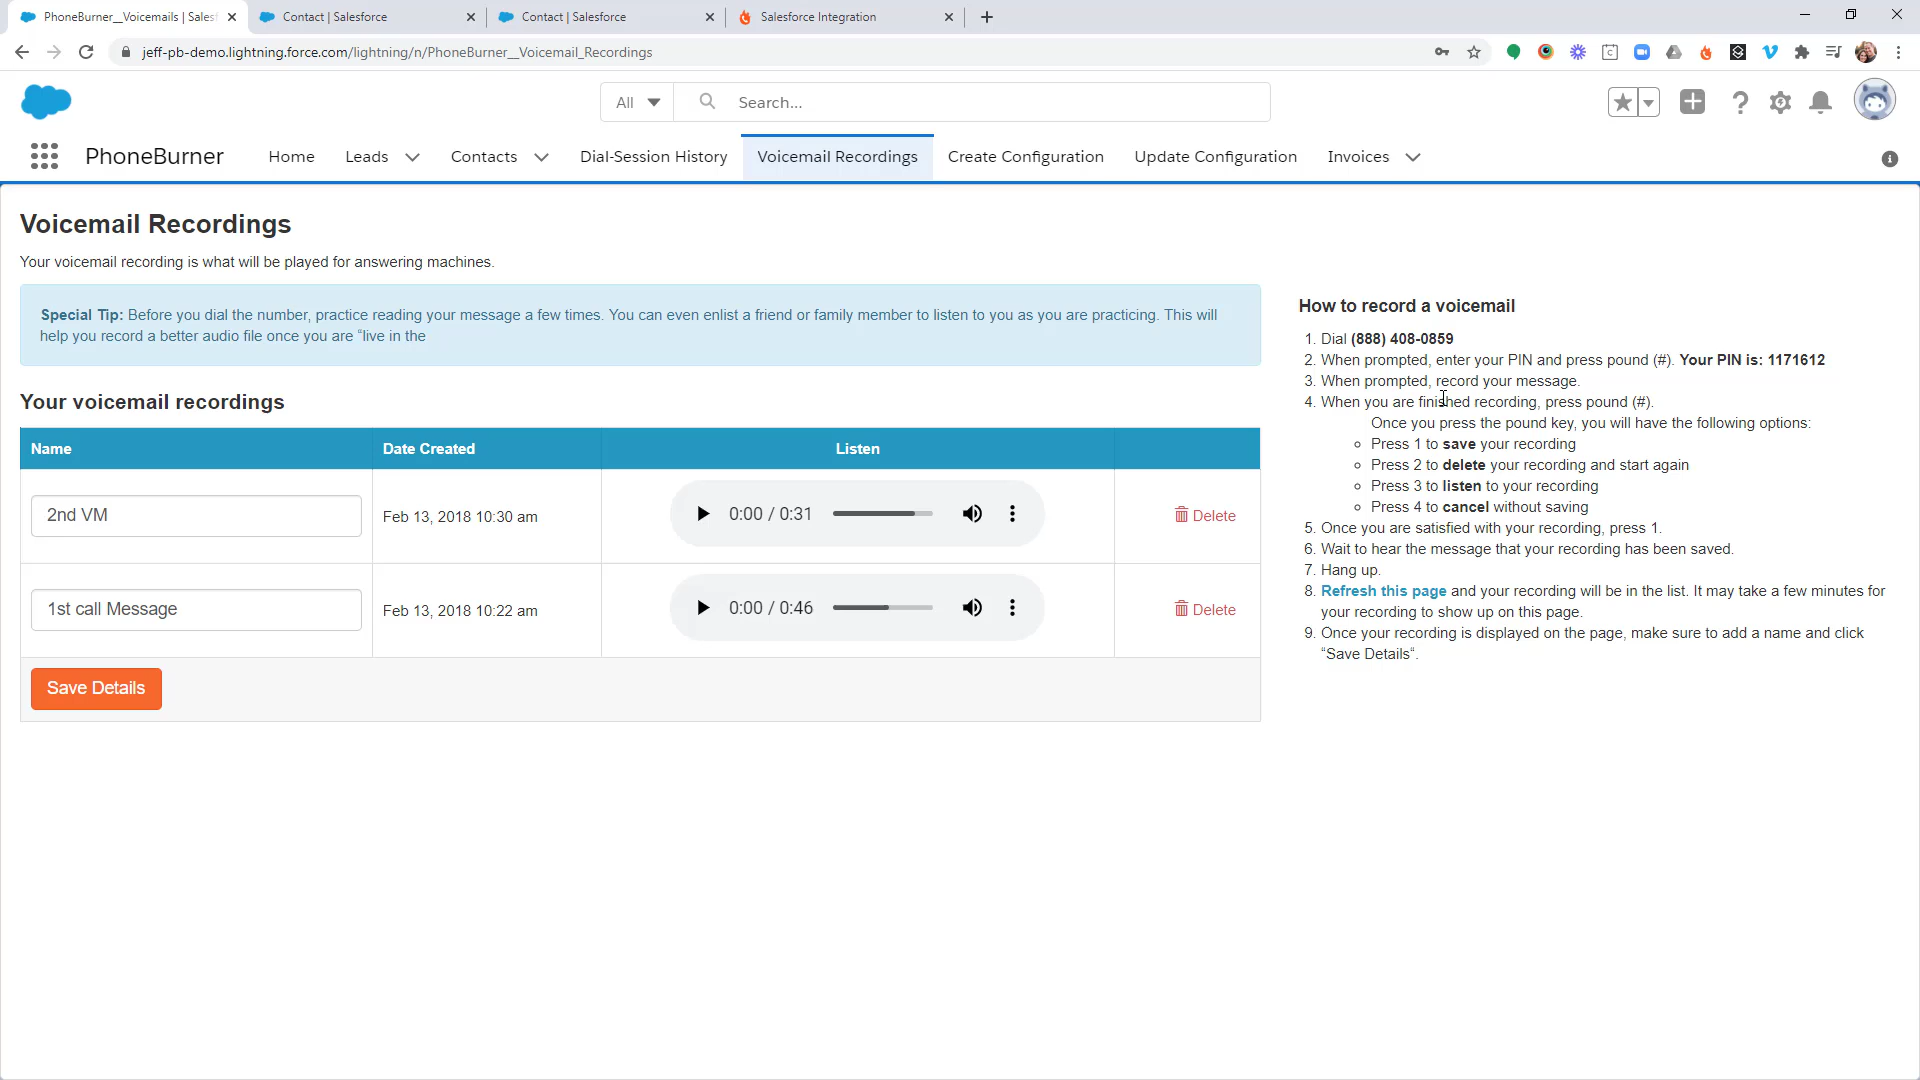 PhoneBurner__Voicemails | Salesf
Contact | Salesforce
Contact | Salesforce
Salesforce Integration
jeff-pb-demo.lightning.force.com/lightning/n/PhoneBurner__Voicemail_Recordings
All
Search...
PhoneBurner
Home
Leads
Contacts
Dial-Session History
Voicemail Recordings
Create Configuration
Update Configuration
Invoices
Voicemail Recordings
Your voicemail recording is what will be played for answering machines.
Special Tip: Before you dial the number, practice reading your message a few times. You can even enlist a friend or family member to listen to you as you are practicing. This will
help you record a better audio file once you are “live in the
Your voicemail recordings
Name Date Created Listen
2nd VM Feb 13, 2018 10:30 am 0:00 / 0:31 Delete
1st call Message Feb 13, 2018 10:22 am 0:00 / 0:46 Delete
Save Details
How to record a voicemail
1. Dial (888) 408-0859
2. When prompted, enter your PIN and press pound (#). Your PIN is: 1171612
3. When prompted, record your message.
4. When you are finished recording, press pound (#).
Once you press the pound key, you will have the following options:
Press 1 to save your recording
Press 2 to delete your recording and start again
Press 3 to listen to your recording
Press 4 to cancel without saving
5. Once you are satisfied with your recording, press 1.
6. Wait to hear the message that your recording has been saved.
7. Hang up.
8. Refresh this page and your recording will be in the list. It may take a few minutes for
your recording to show up on this page.
9. Once your recording is displayed on the page, make sure to add a name and click
“Save Details“.